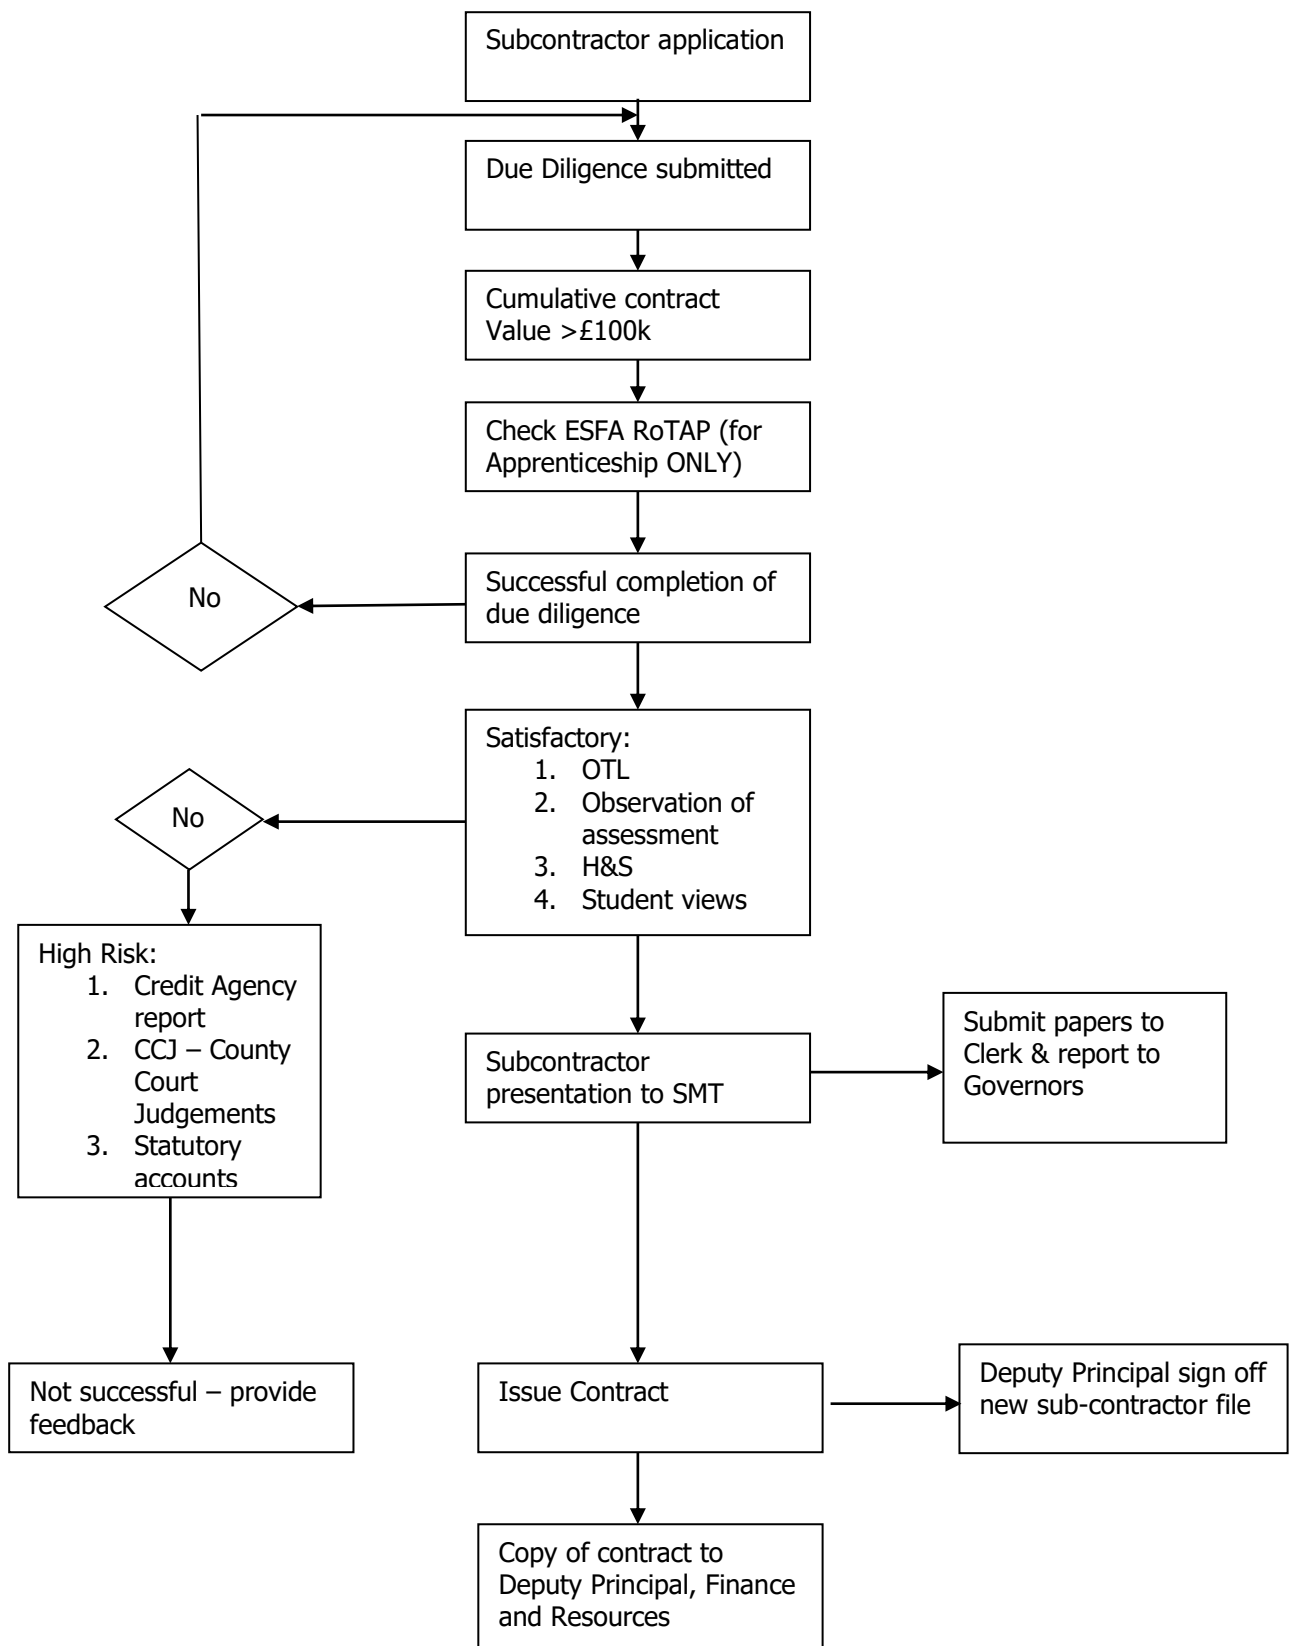 Subcontractor application
Due Diligence submitted
Cumulative contract
Value >£100k
Check ESFA RoTAP (for
Apprenticeship ONLY)
No
Successful completion of
due diligence
Satisfactory:
1. OTL
2. Observation of
assessment
3. H&S
4. Student views
No
High Risk:
1. Credit Agency
report
2. CCJ – County
Court
Judgements
3. Statutory
accounts
Subcontractor
presentation to SMT
Submit papers to
Clerk & report to
Governors
Not successful – provide
feedback
Issue Contract
Deputy Principal sign off
new sub-contractor file
Copy of contract to
Deputy Principal, Finance
and Resources